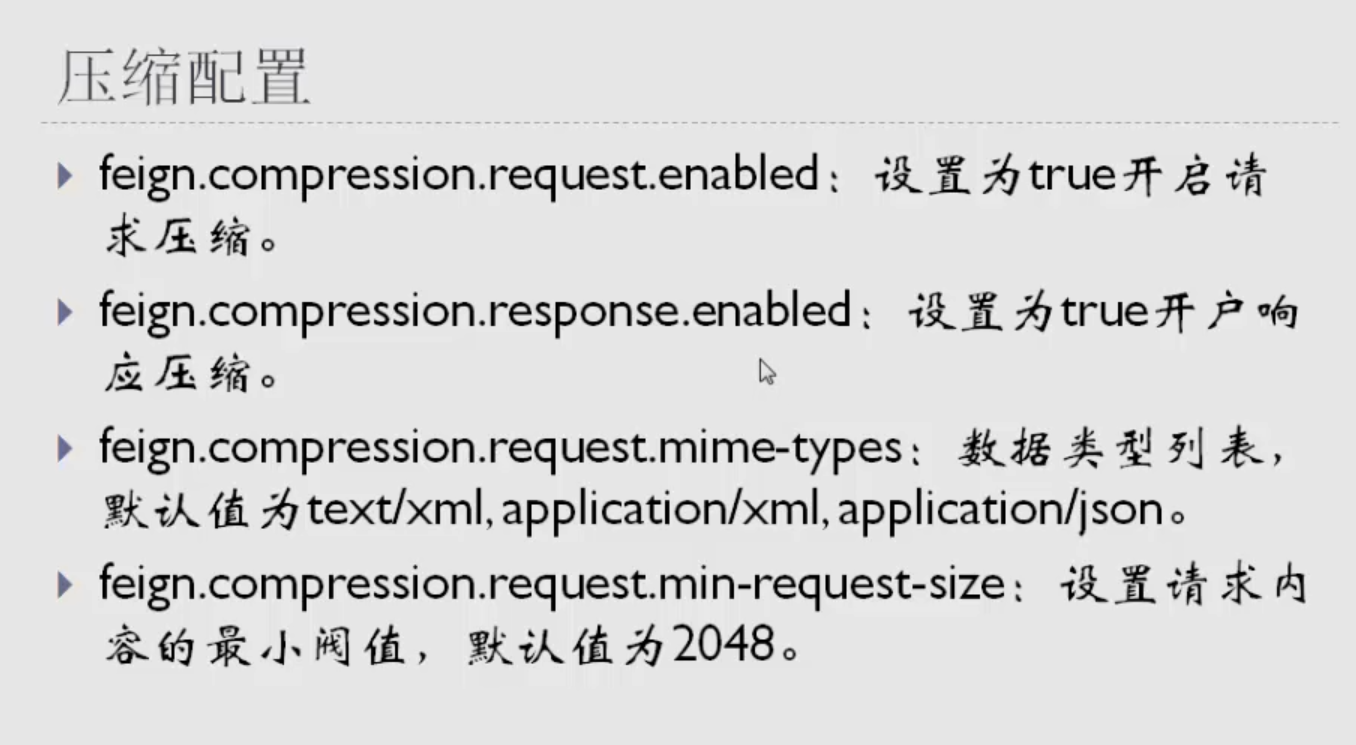 压缩配置
feign.compression.request.enabled：设置为true开启请
求压缩。
feign.compression.response.enabled：设置为true开户响
应压缩。
feign.compression.request.mime-types：数据类型列表，
默认值为text/xml, application/xml, application/json。
feign.compression.request.min-request-size：设置请求内
容的最小阀值，默认值为2048。